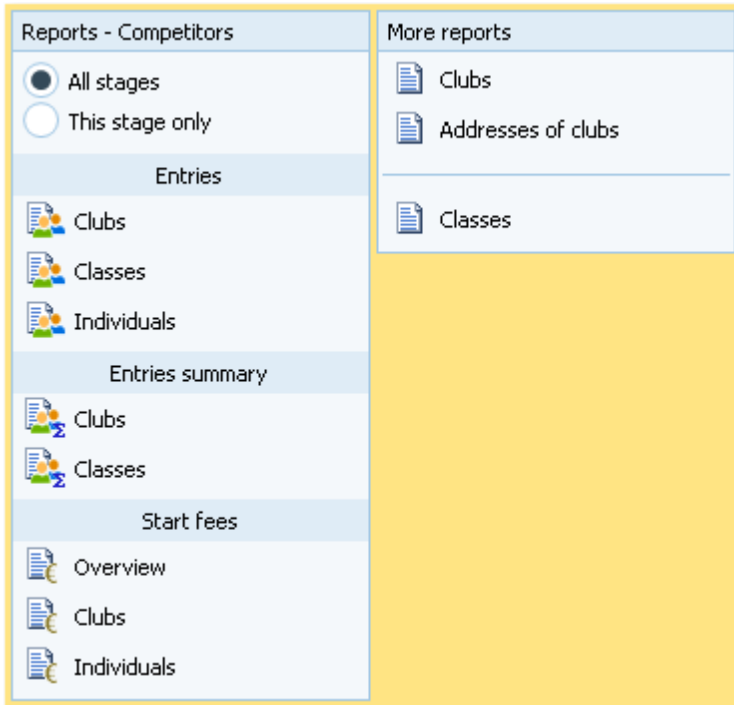 Reports - Competitors
All stages
This stage only
Entries
Clubs
Classes
Individuals
Entries summary
Clubs
Classes
Start fees
Overview
Clubs
Individuals
More reports
Clubs
Addresses of clubs
Classes